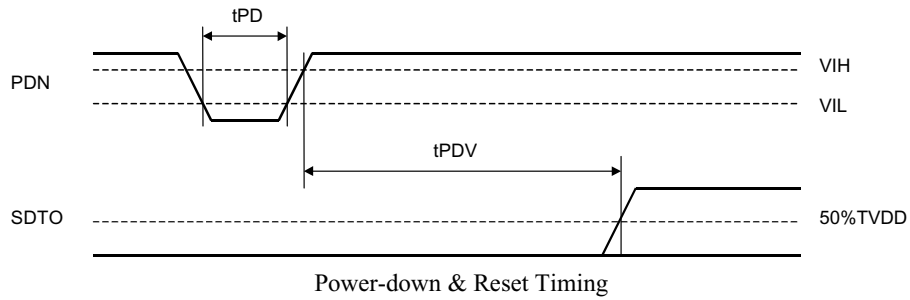 tPD
PDN
VIH
VIL
tPDV
SDTO
50%TVDD
Power-down & Reset Timing